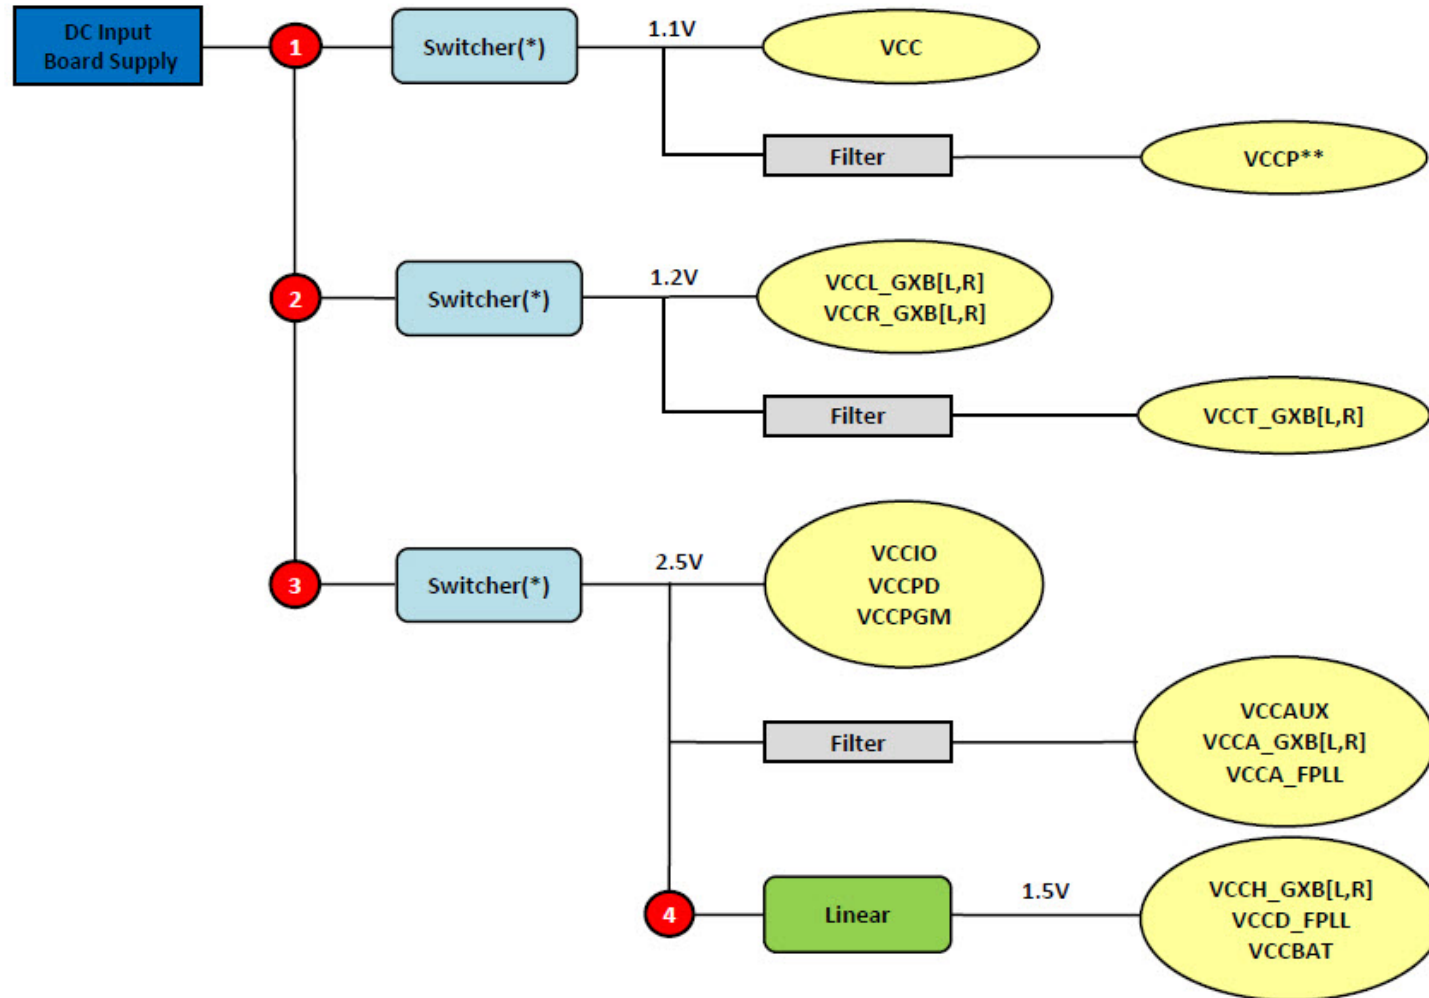 DC Input
Board Supply
1
Switcher(*)
1.1V
VCC
Filter
VCCP**
2
Switcher(*)
1.2V
VCCL_GXB[L,R]
VCCR_GXB[L,R]
Filter
VCCT_GXB[L,R]
3
Switcher(*)
2.5V
VCCIO
VCCPD
VCCPGM
Filter
VCCAUX
VCCA_GXB[L,R]
VCCA_FPLL
4
Linear
1.5V
VCCH_GXB[L,R]
VCCD_FPLL
VCCBAT